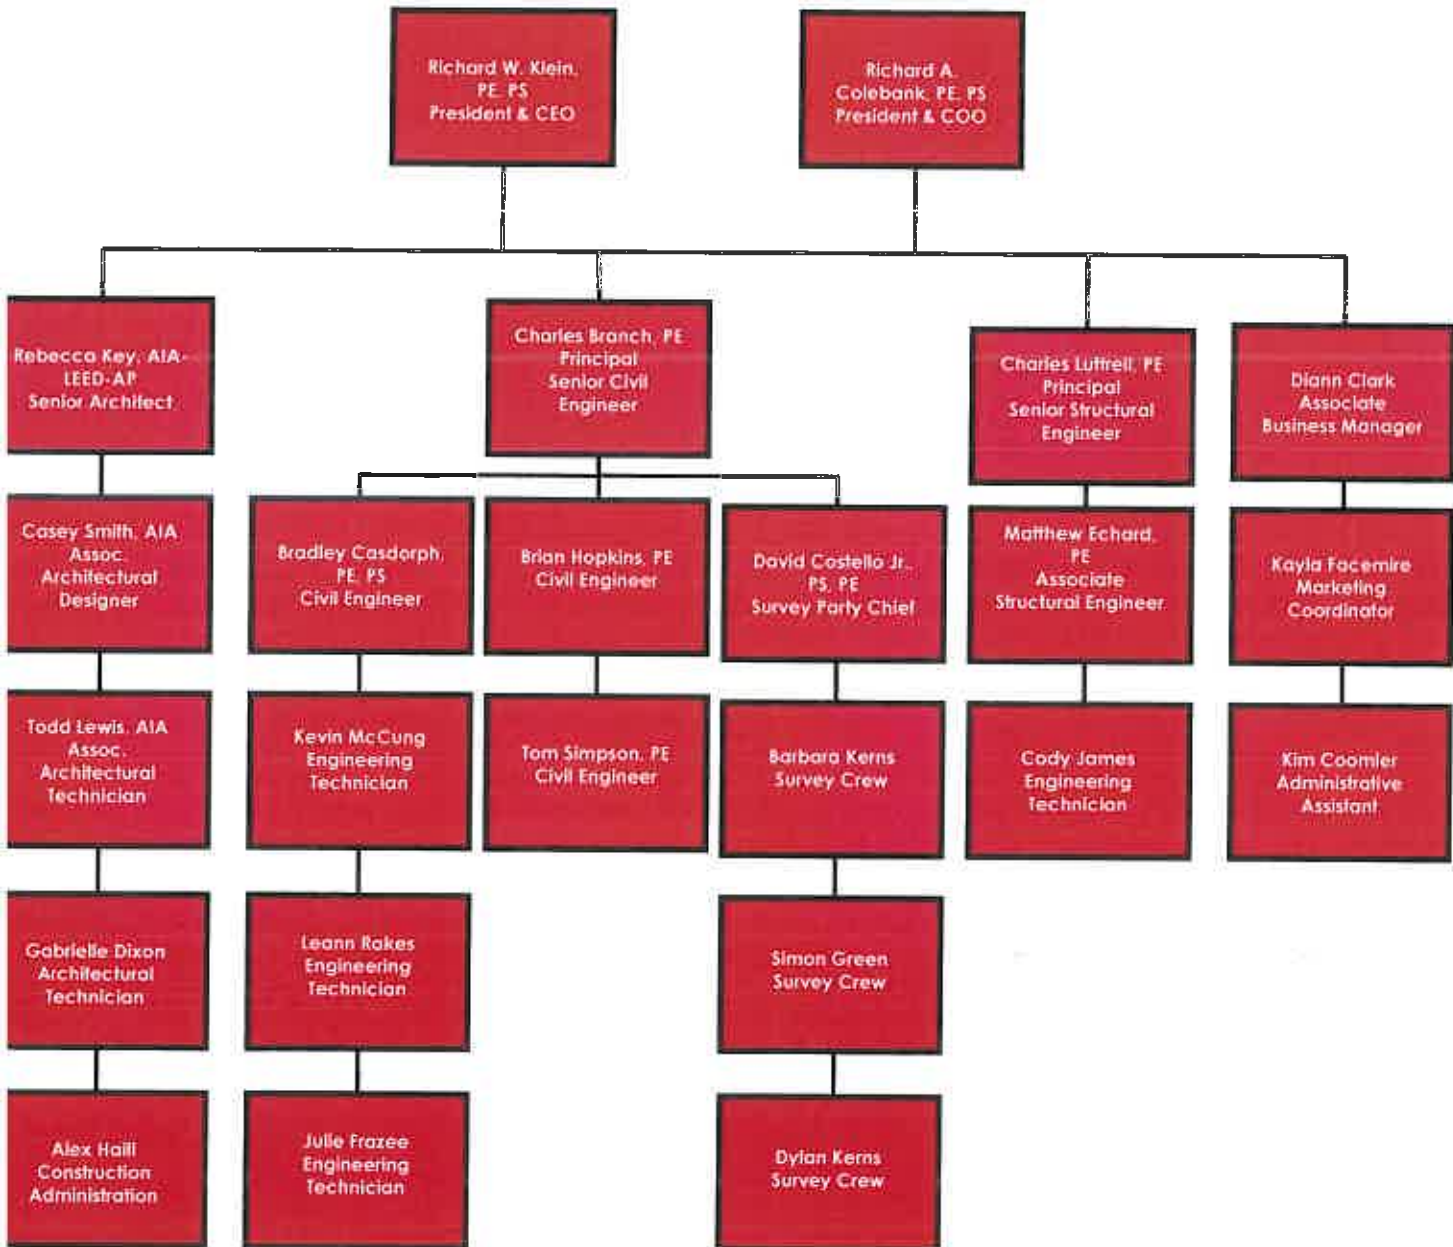 Richard W. Klein,
PE, PS
President & CEO
Richard A.
Colebank, PE, PS
President & COO
Rebecca Key, AIA-
LEED-AP
Senior Architect
Charles Branch, PE
Principal
Senior Civil
Engineer
Charles Luttrell, PE
Principal
Senior Structural
Engineer
Diann Clark
Associate
Business Manager
Casey Smith, AIA
Assoc.
Architectural
Designer
Bradley Casdorph,
PE, PS
Civil Engineer
Brian Hopkins, PE
Civil Engineer
David Costello Jr.,
PS, PE
Survey Party Chief
Matthew Echard,
PE
Associate
Structural Engineer
Kayla Facemire
Marketing
Coordinator
Todd Lewis, AIA
Assoc.
Architectural
Technician
Kevin McCung
Engineering
Technician
Tom Simpson, PE
Civil Engineer
Barbara Kerns
Survey Crew
Cody James
Engineering
Technician
Kim Coomler
Administrative
Assistant
Gabrielle Dixon
Architectural
Technician
Leann Rakes
Engineering
Technician
Simon Green
Survey Crew
Alex Haill
Construction
Administration
Julie Frazee
Engineering
Technician
Dylan Kerns
Survey Crew